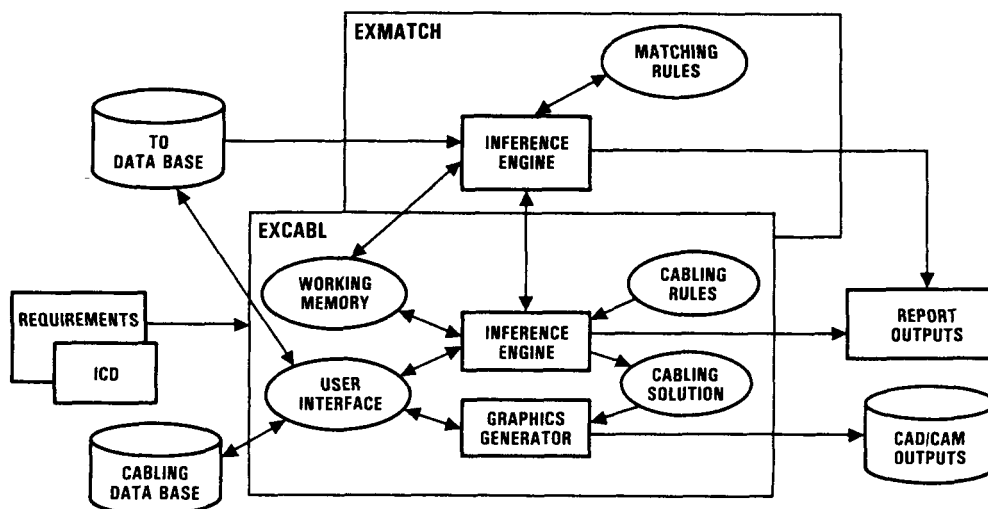 EXMATCH
MATCHING
RULES
TO
DATA BASE
INFERENCE
ENGINE
EXCABL
WORKING
MEMORY
CABLING
RULES
REQUIREMENTS
ICD
INFERENCE
ENGINE
REPORT
OUTPUTS
USER
INTERFACE
CABLING
SOLUTION
GRAPHICS
GENERATOR
CAD/CAM
OUTPUTS
CABLING
DATA BASE